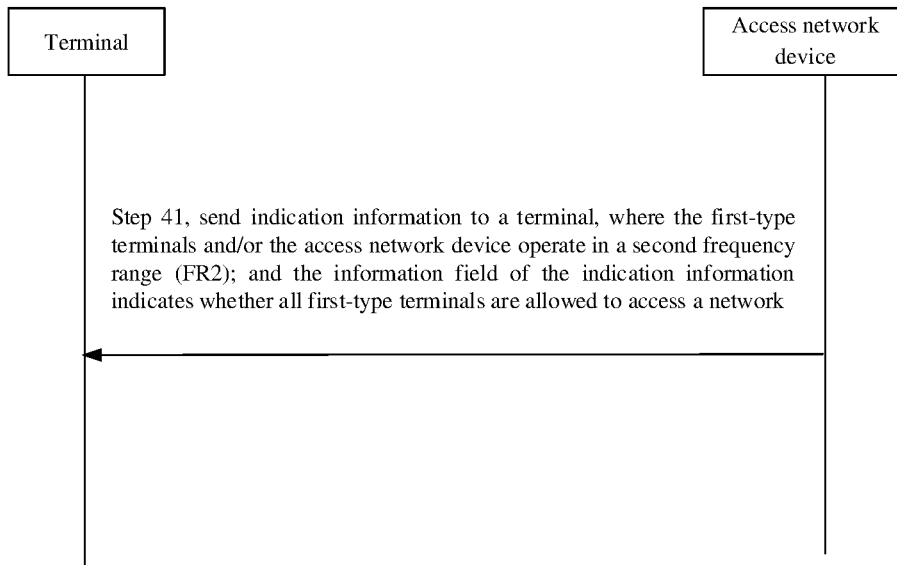 Terminal
Access network
device
Step 41, send indication information to a terminal, where the first-type
terminals and/or the access network device operate in a second frequency
range (FR2); and the information field of the indication information
indicates whether all first-type terminals are allowed to access a network